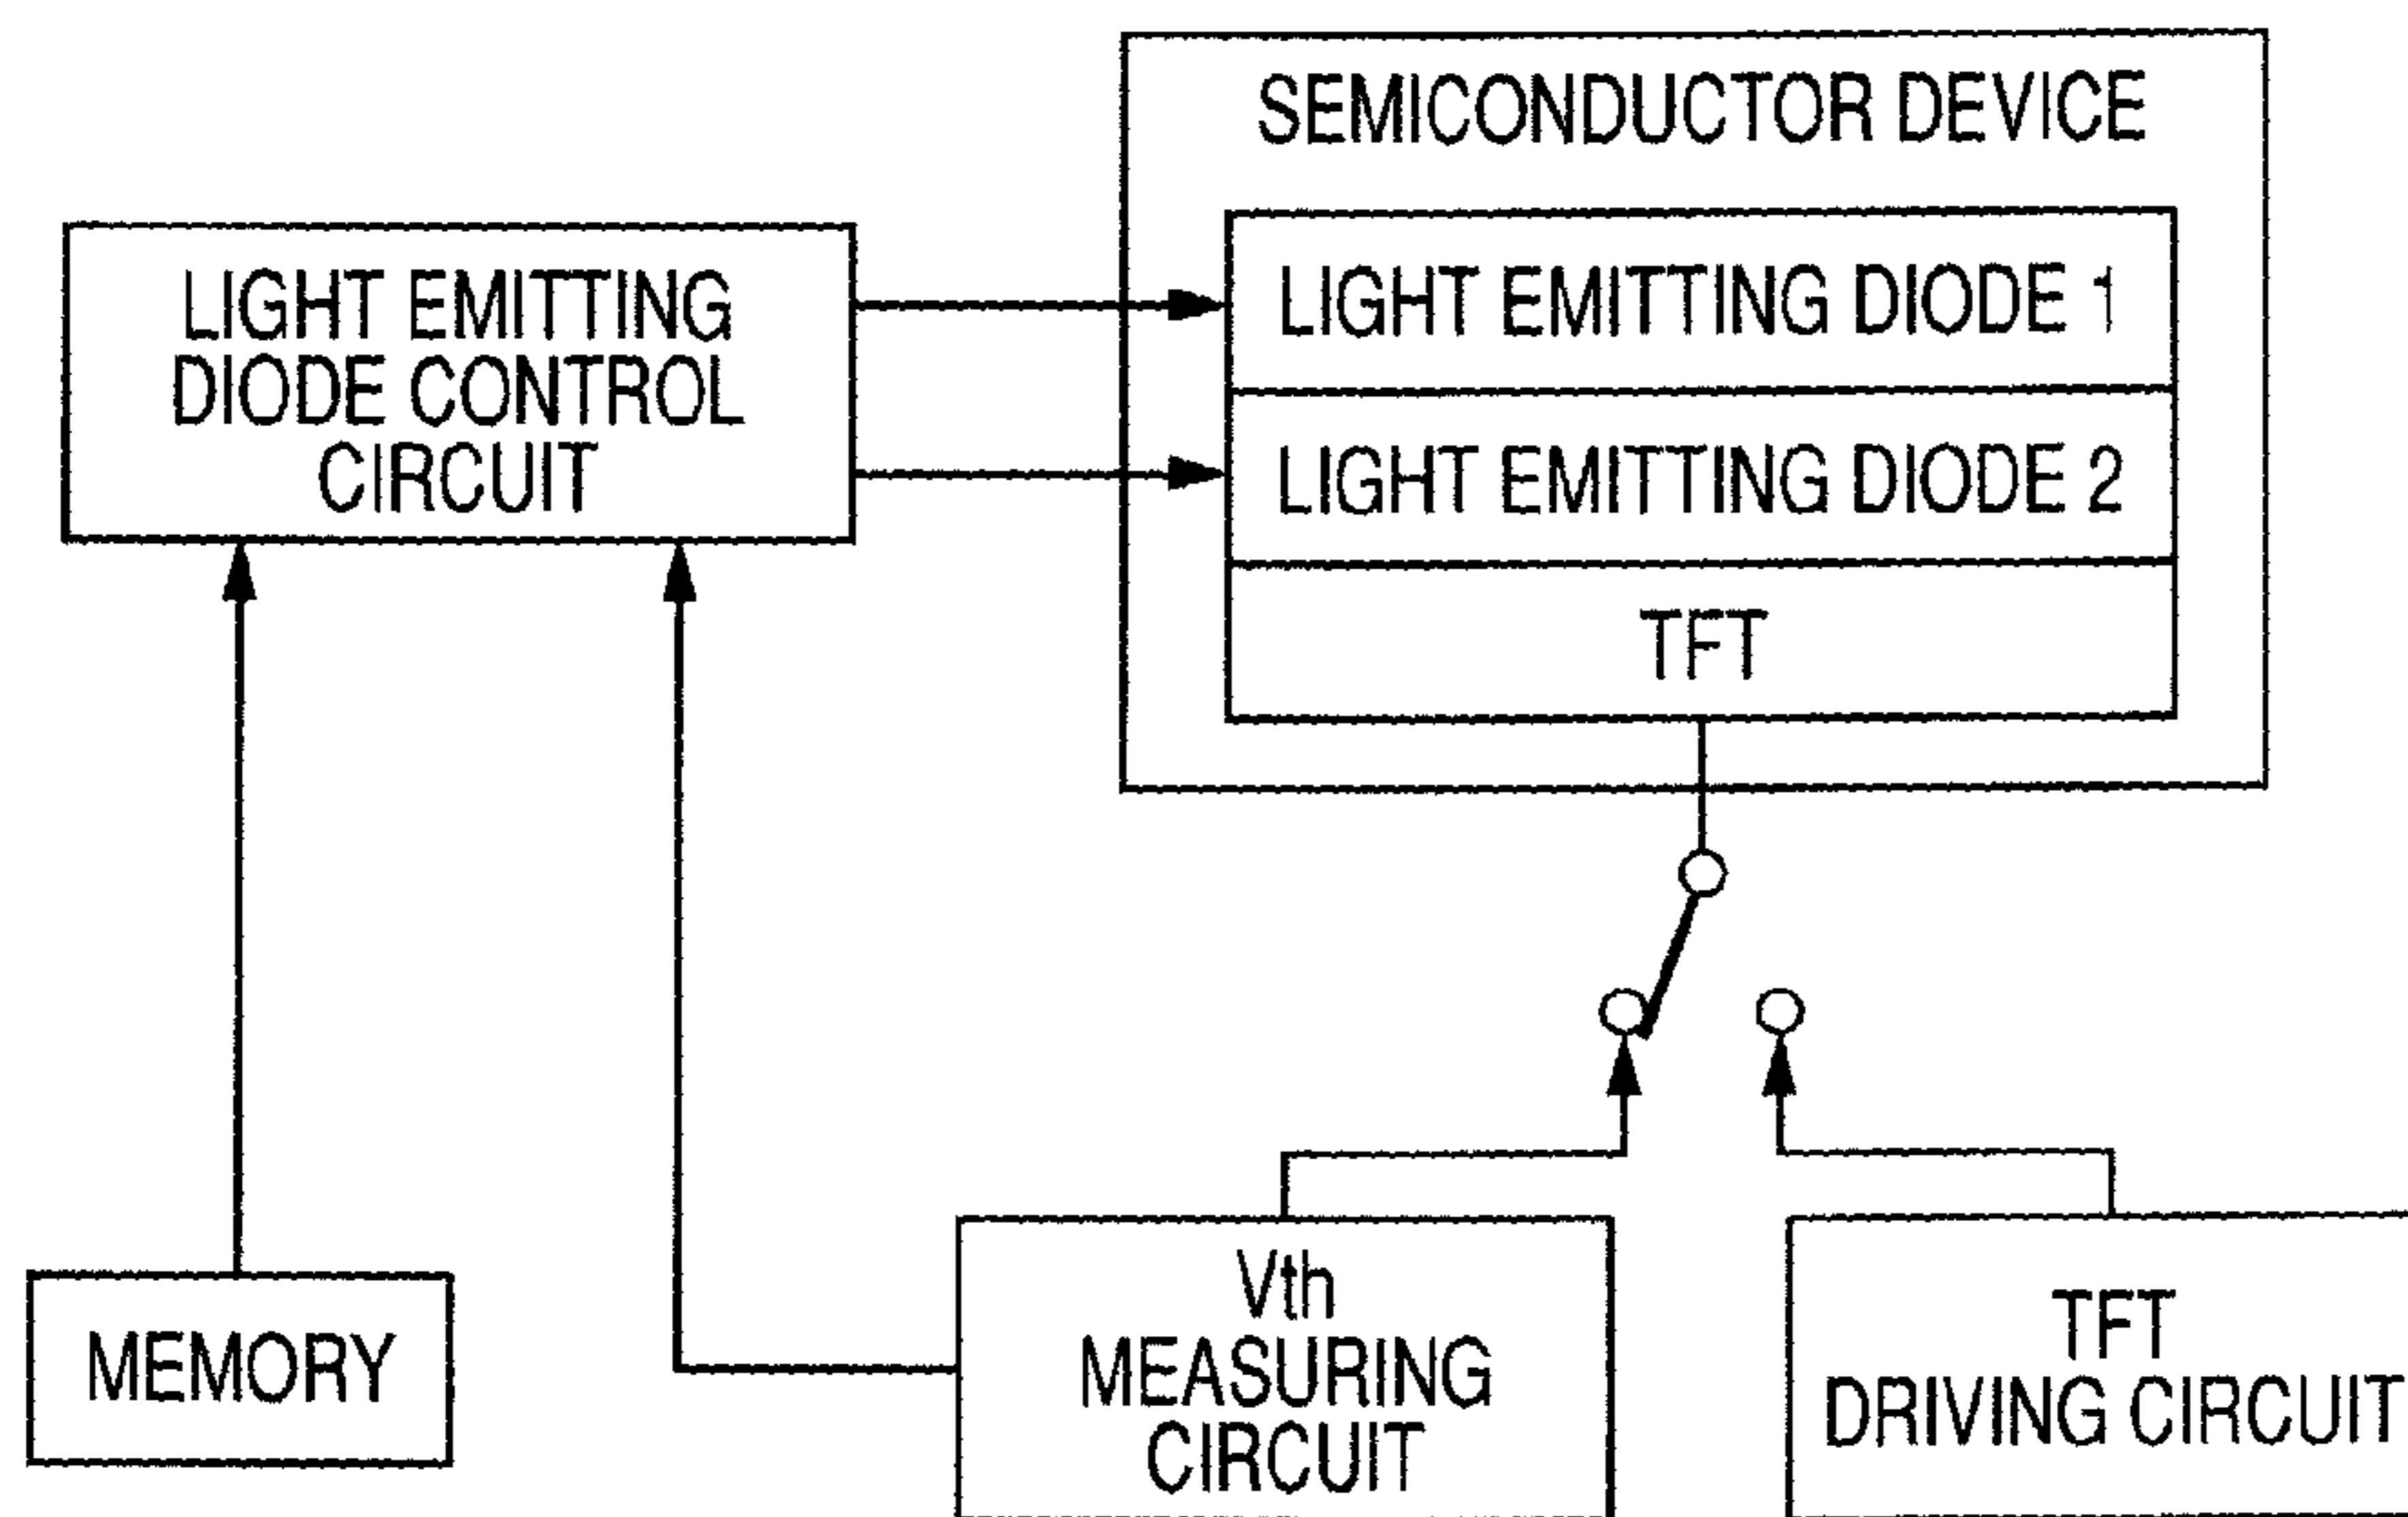 SEMICONDUCTOR DEVICE
LIGHT EMITTING
DIODE CONTROL
CIRCUIT
LIGHT EMITTING DIODE 1
LIGHT EMITTING DIODE 2
TFT
MEMORY
Vth
MEASURING
CIRCUIT
TFT
DRIVING CIRCUIT